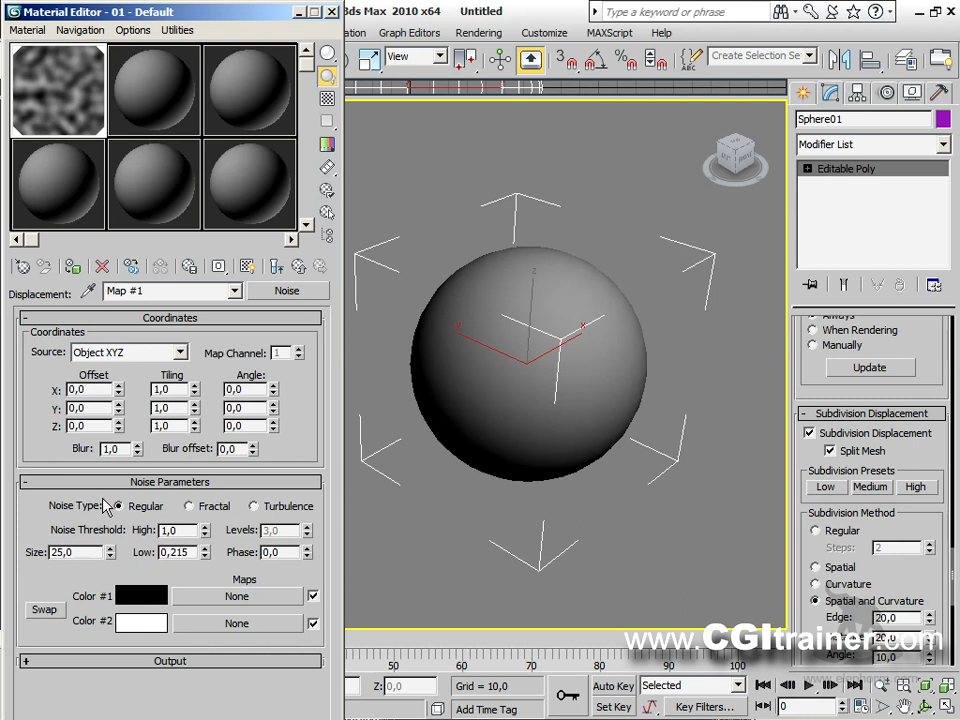 Material Editor - 01 - Default
Material Navigation Options Utilities
Displacement: Map #1 Noise
- Coordinates
Coordinates
Source: Object XYZ Map Channel: 1
Offset Tiling Angle:
X: 0,0 1,0 0,0
Y: 0,0 1,0 0,0
Z: 0,0 1,0 0,0
Blur: 1,0 Blur offset: 0,0
- Noise Parameters
Noise Type: Regular Fractal Turbulence
Noise Threshold: High: 1,0 Levels: 3,0
Size: 25,0 Low: 0,215 Phase: 0,0
Maps
Color #1 None
Swap
Color #2 None
+ Output
3ds Max 2010 x64 Untitled
Type a keyword or phrase
Graph Editors Rendering Customize MAXScript Help
View 3 Create Selection Se
ABC
z
x
Sphere01
Modifier List
Editable Poly
Always
When Rendering
Manually
Update
- Subdivision Displacement
Subdivision Displacement
Split Mesh
Subdivision Presets
Low Medium High
Subdivision Method
Regular
Steps: 2
Spatial
Curvature
Spatial and Curvature
Edge: 20,0
20,0
Angle: 10,0
www.CGItrainer.com
50 60 70 80 90 100
Z: 0,0 Grid = 10,0 Auto Key Selected
Add Time Tag Set Key Key Filters... 0